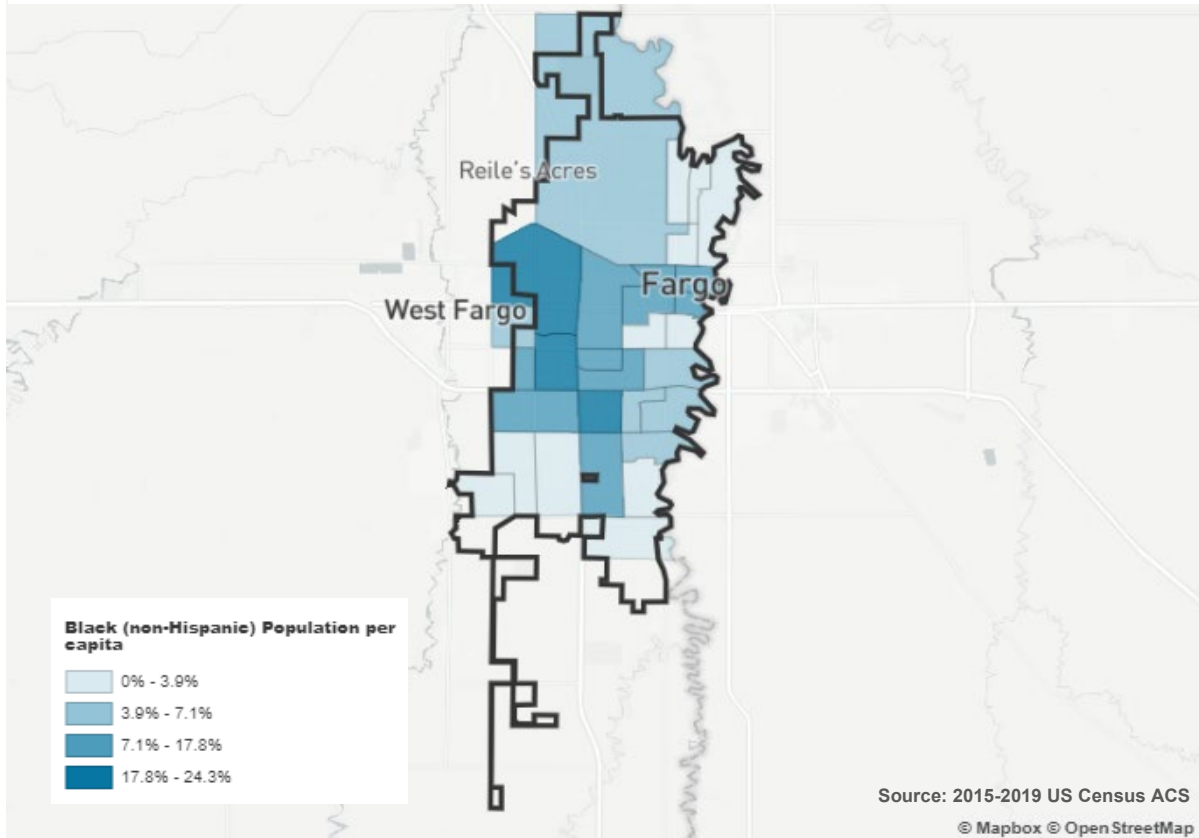 Reile's Acres
Fargo
West Fargo
Black (non-Hispanic) Population per
capita
0% - 3.9%
3.9% - 7.1%
7.1% - 17.8%
17.8% - 24.3%
Source: 2015-2019 US Census ACS
© Mapbox © OpenStreetMap